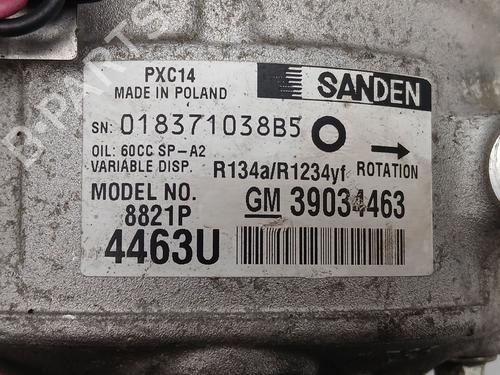 PXC14
MADE IN POLAND
SANDEN
SN: 018371038B5
OIL: 60CC SP-A2
VARIABLE DISP.
R134a/R1234yf
ROTATION
MODEL NO.
8821P
GM 39034463
4463U
B-PARTS